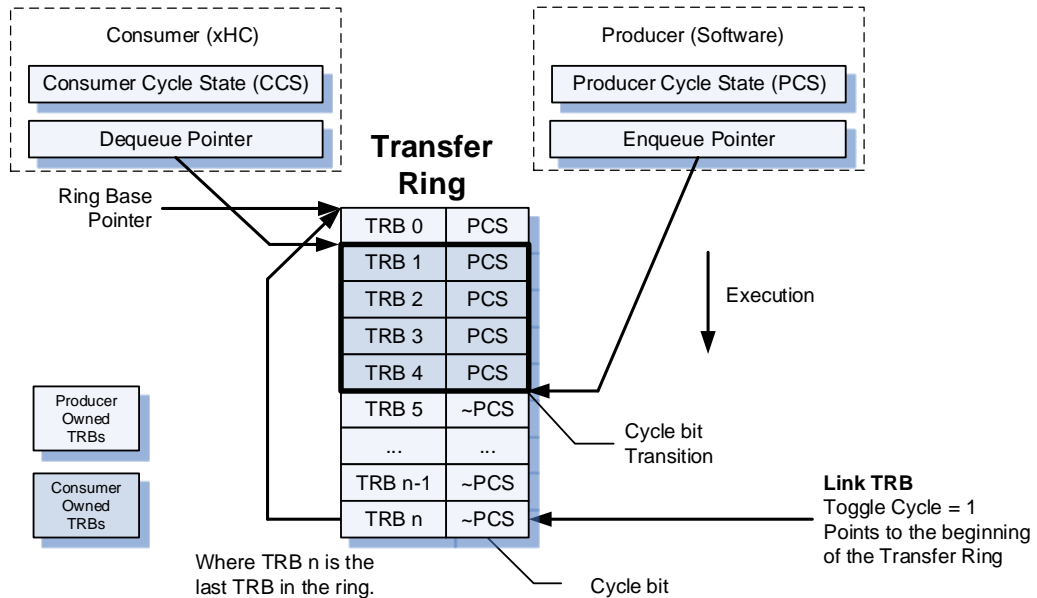 Consumer (xHC)
Consumer Cycle State (CCS)
Dequeue Pointer
Producer (Software)
Producer Cycle State (PCS)
Enqueue Pointer
Transfer
Ring
Ring Base
Pointer
TRB 0 PCS
TRB 1 PCS
TRB 2 PCS
TRB 3 PCS
TRB 4 PCS
TRB 5 ~PCS
... ...
TRB n-1 ~PCS
TRB n ~PCS
Execution
Cycle bit
Transition
Producer
Owned
TRBs
Consumer
Owned
TRBs
Link TRB
Toggle Cycle = 1
Points to the beginning
of the Transfer Ring
Where TRB n is the
last TRB in the ring.
Cycle bit